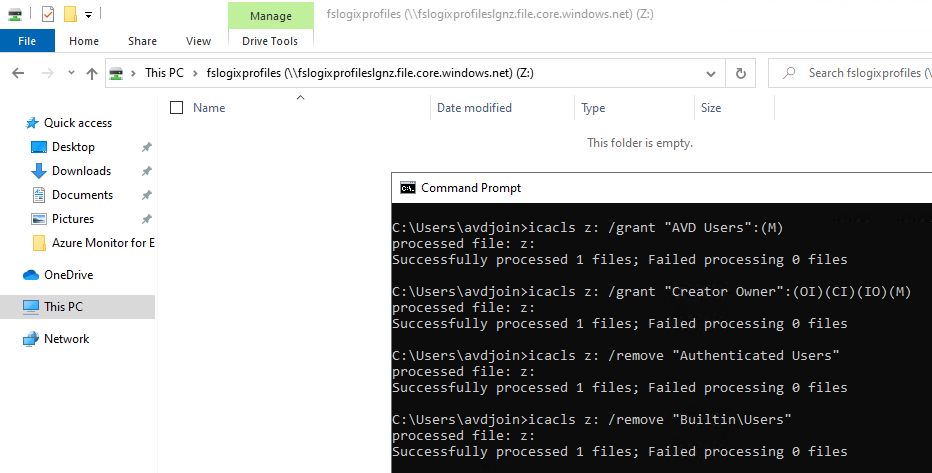 Manage
fslogixprofiles (\\fslogixprofileslgnz.file.core.windows.net) (Z:)
File
Home
Share
View
Drive Tools
This PC
fslogixprofiles (\\fslogixprofileslgnz.file.core.windows.net) (Z:)
Search fslogixprofiles (\
Name
Date modified
Type
Size
This folder is empty.
Quick access
Desktop
Downloads
Documents
Pictures
Azure Monitor for E
OneDrive
This PC
Network
C:\.
Command Prompt
C:\Users\avdjoin>icacls z: /grant "AVD Users":(M)
processed file: z:
Successfully processed 1 files; Failed processing 0 files
C:\Users\avdjoin>icacls z: /grant "Creator Owner":(OI)(CI)(IO)(M)
processed file: z:
Successfully processed 1 files; Failed processing 0 files
C:\Users\avdjoin>icacls z: /remove "Authenticated Users"
processed file: z:
Successfully processed 1 files; Failed processing 0 files
C:\Users\avdjoin>icacls z: /remove "Builtin\Users"
processed file: z:
Successfully processed 1 files; Failed processing 0 files